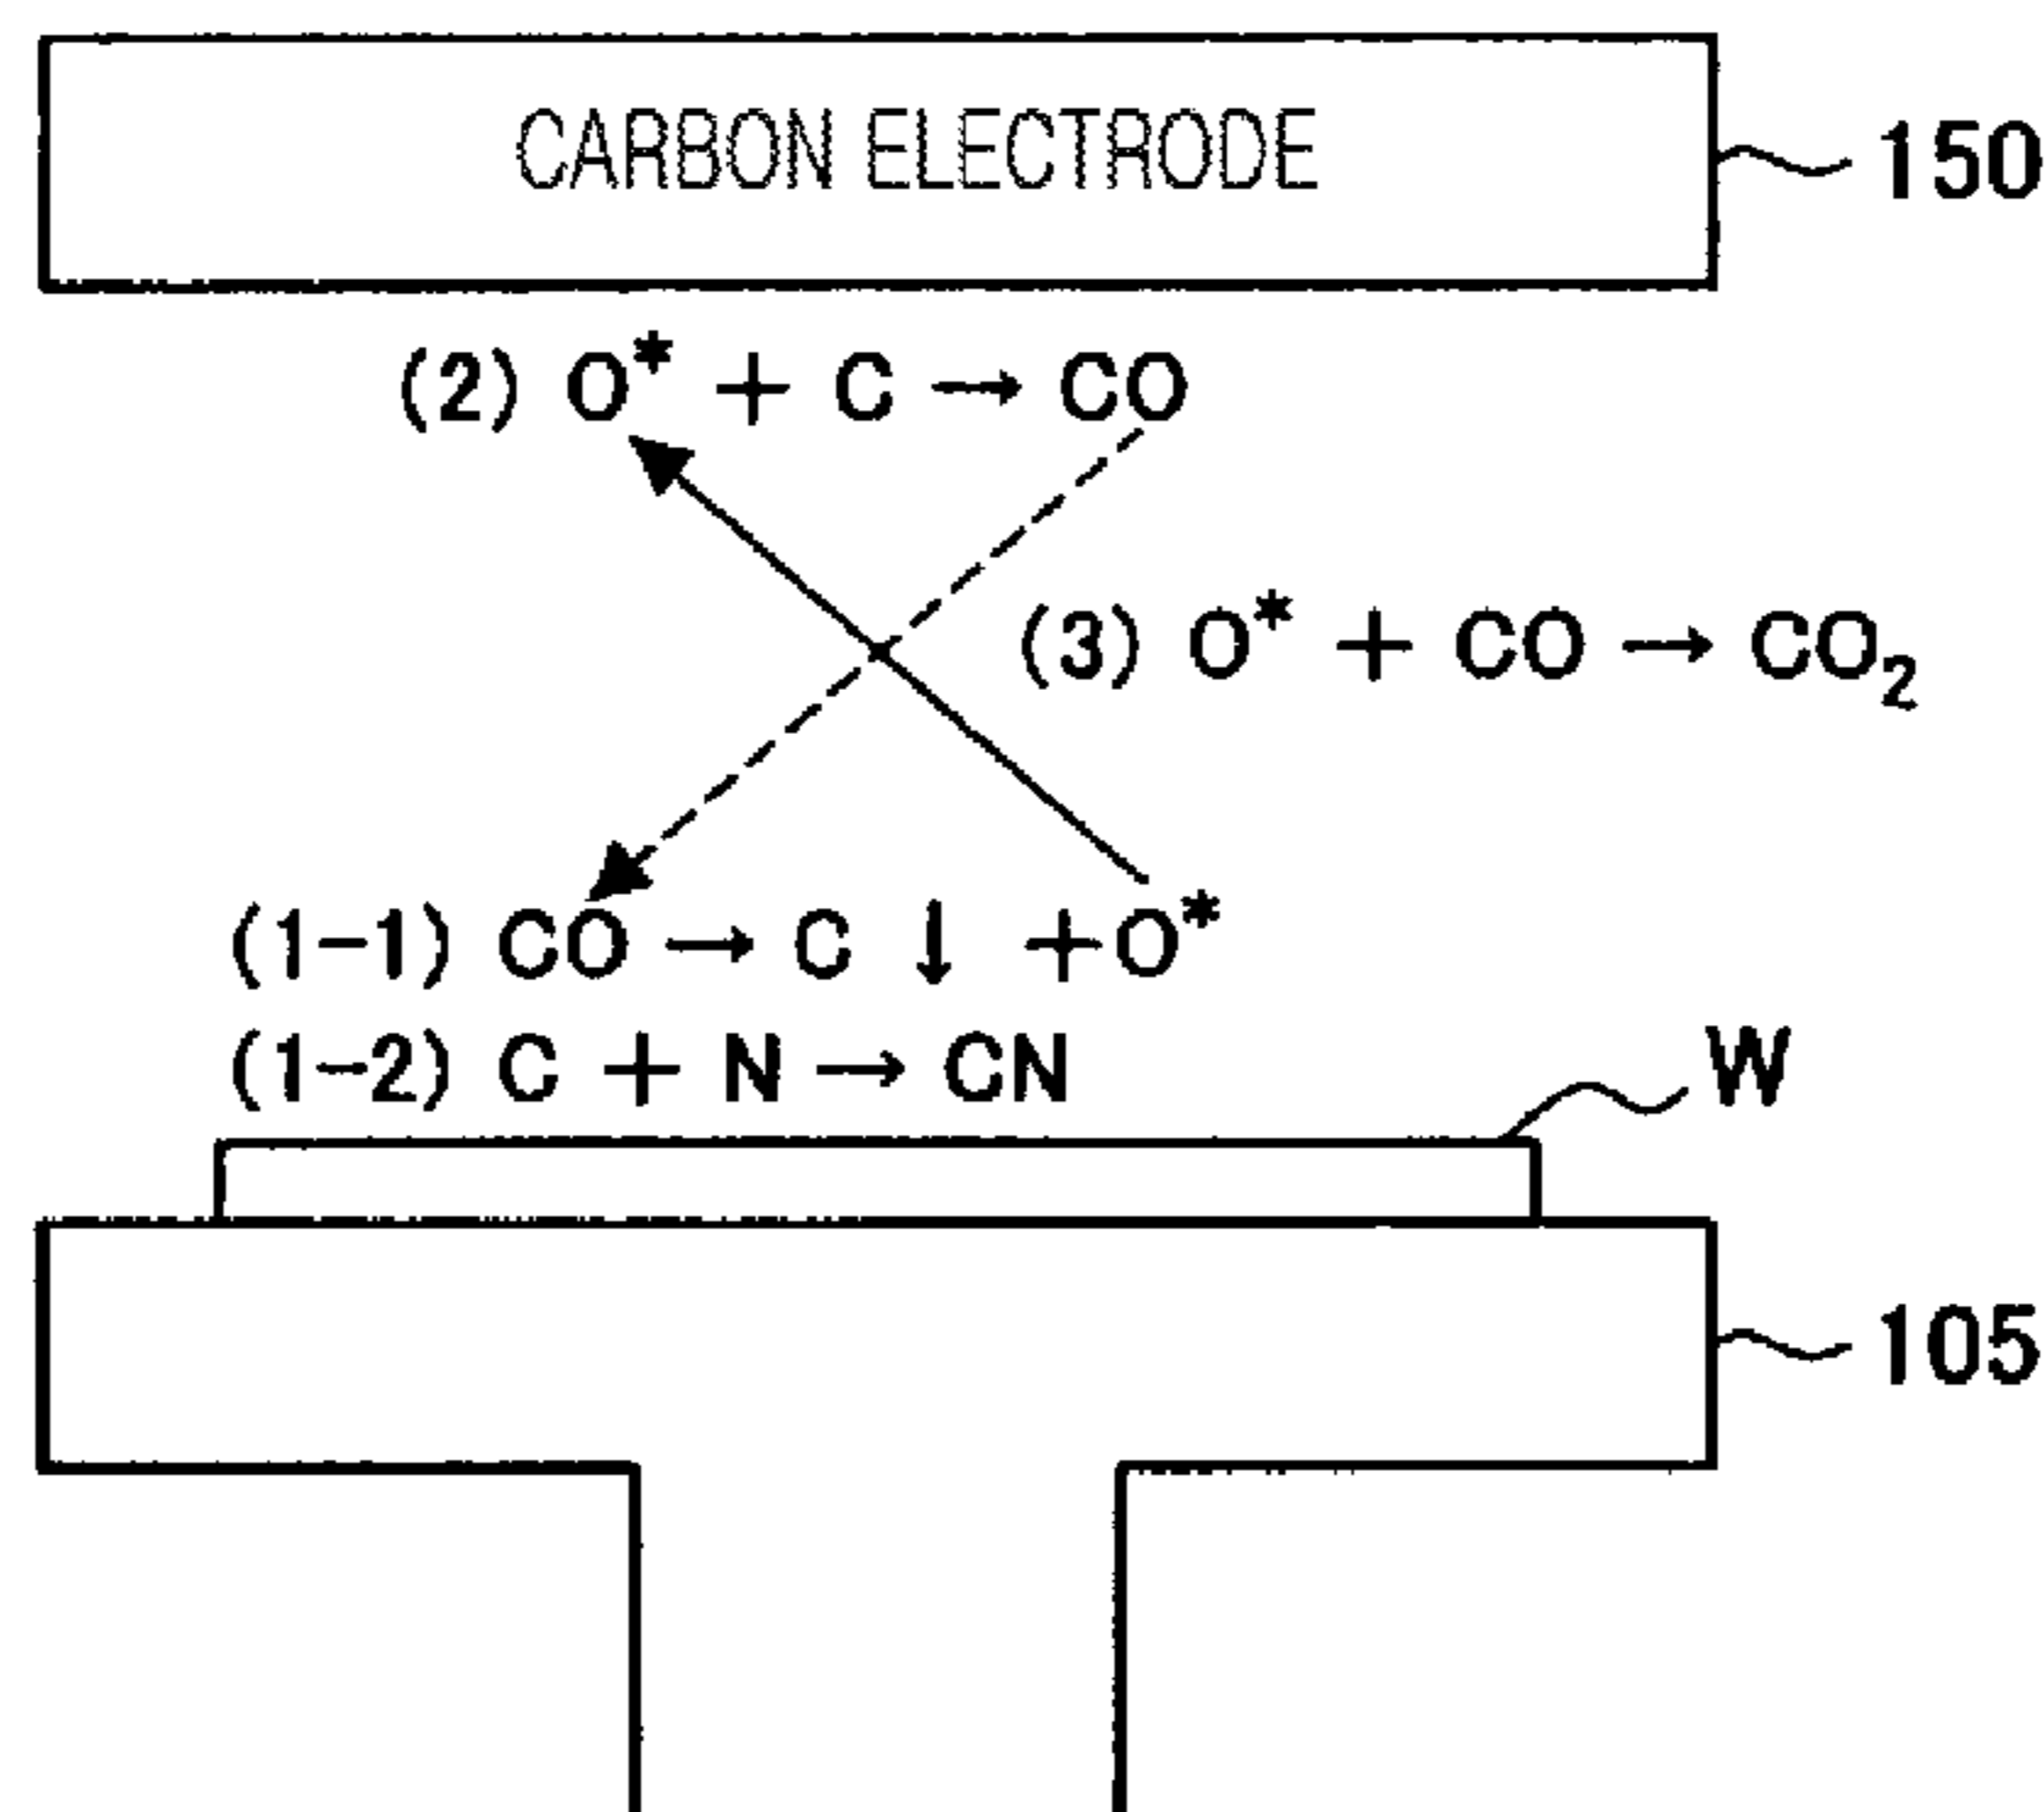 CARBON ELECTRODE
150
(2) O* + C → CO
(3) O* + CO → CO₂
(1-1) CO → C ↓ +O*
(1-2) C + N → CN
W
105